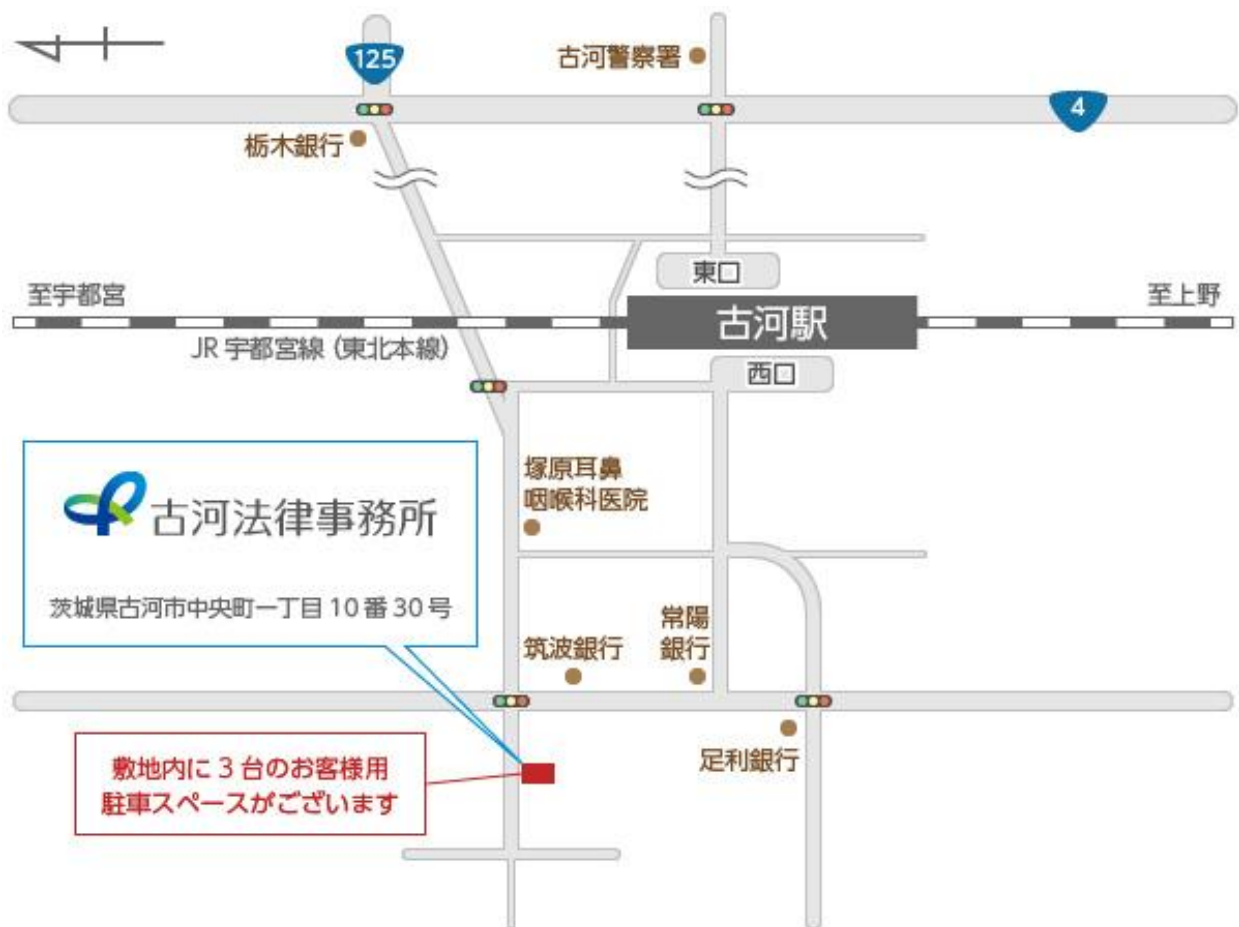 125
古河警察署
4
栃木銀行
東口
至宇都宮
古河駅
至上野
JR 宇都宮線 (東北本線)
西口
塚原耳鼻
咽喉科医院
古河法律事務所
茨城県古河市中央町一丁目 10 番 30 号
筑波銀行
常陽
銀行
足利銀行
敷地内に 3 台のお客様用
駐車スペースがございます